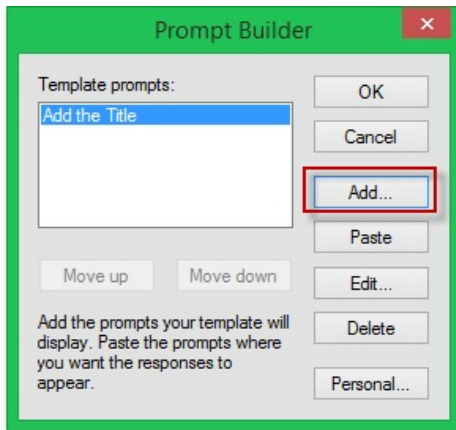 Prompt Builder
x
Template prompts:
Add the Title
OK
Cancel
Add...
Paste
Move up
Move down
Edit...
Add the prompts your template will
display. Paste the prompts where
you want the responses to
appear.
Delete
Personal...